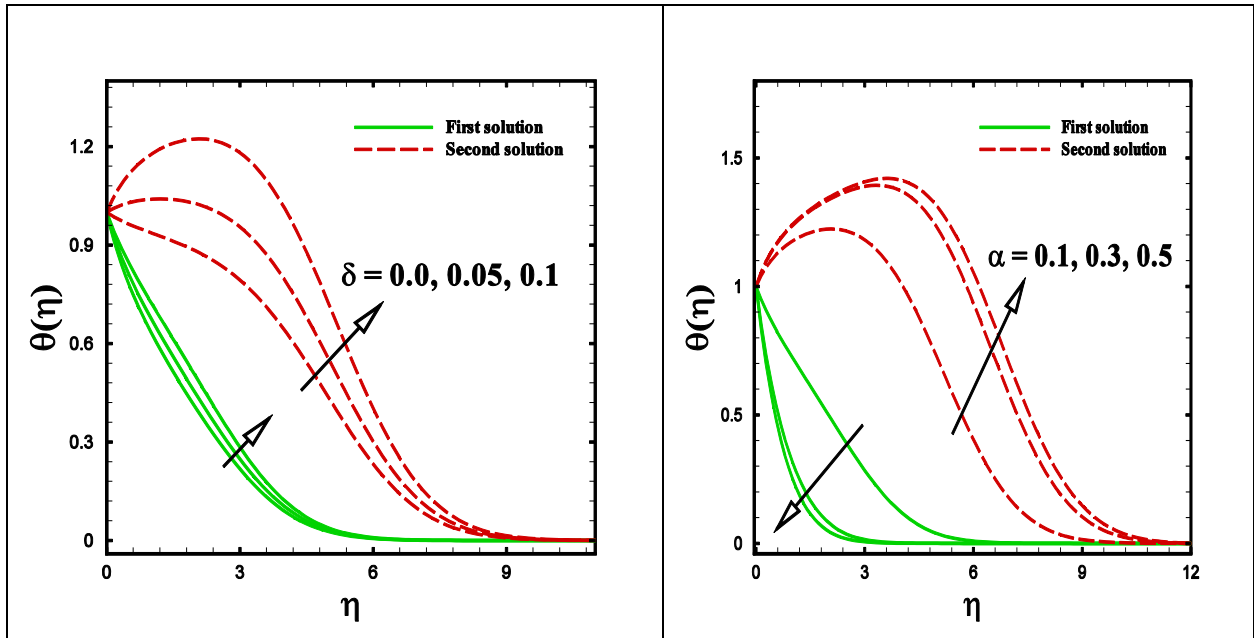 First solution
Second solution
1.2
0.9
0.6
0.3
0
θ(η)
δ = 0.0, 0.05, 0.1
0
3
6
9
η
First solution
Second solution
1.5
1
0.5
0
θ(η)
α = 0.1, 0.3, 0.5
0
3
6
9
12
η